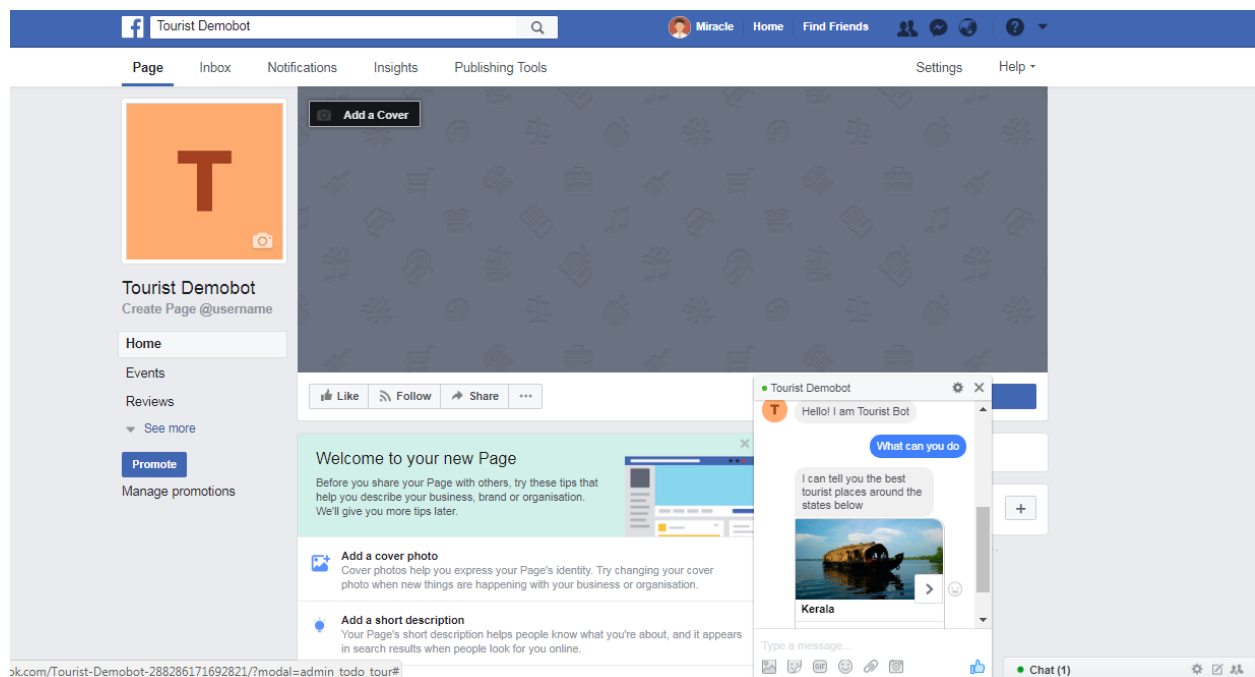 Tourist Demobot
Miracle Home Find Friends
Page Inbox Notifications Insights Publishing Tools Settings Help
Add a Cover
T
Tourist Demobot
Create Page @username
Home
Events
Reviews
See more
Promote
Manage promotions
Like Follow Share
Welcome to your new Page
Before you share your Page with others, try these tips that
help you describe your business, brand or organisation.
We'll give you more tips later.
Add a cover photo
Cover photos help you express your Page's identity. Try changing your cover
photo when new things are happening with your business or organisation.
Add a short description
Your Page's short description helps people know what you're about, and it appears
in search results when people look for you online.
Tourist Demobot
T
Hello! I am Tourist Bot
What can you do
I can tell you the best
tourist places around the
states below
Kerala
Type a message...
GIF
Chat (1)
ok.com/Tourist-Demobot-288286171692821/?modal=admin_todo_tour#